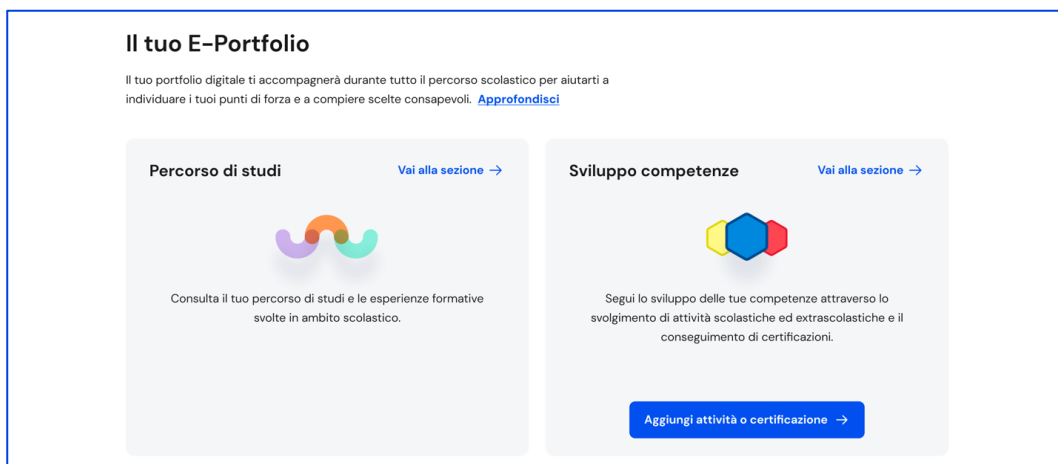 Il tuo E-Portfolio
Il tuo portfolio digitale ti accompagnerà durante tutto il percorso scolastico per aiutarti a
individuare i tuoi punti di forza e a compiere scelte consapevoli. Approfondisci
Percorso di studi
Vai alla sezione →
Consulta il tuo percorso di studi e le esperienze formative
svolte in ambito scolastico.
Sviluppo competenze
Vai alla sezione →
Segui lo sviluppo delle tue competenze attraverso lo
svolgimento di attività scolastiche ed extrascolastiche e il
conseguimento di certificazioni.
Aggiungi attività o certificazione →